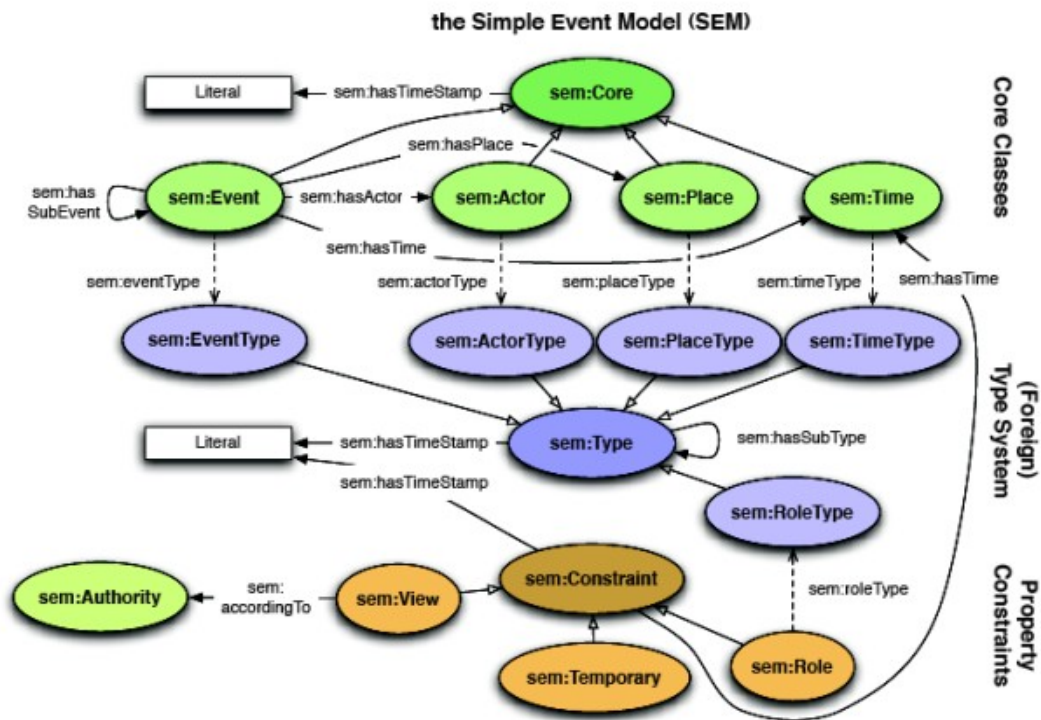 the Simple Event Model (SEM)
Literal
sem:hasTimeStamp
sem:Core
Core Classes
sem:hasPlace
sem:has
SubEvent
sem:Event
sem:hasActor
sem:Actor
sem:Place
sem:Time
sem:hasTime
sem:eventType
sem:actorType
sem:placeType
sem:timeType
sem:hasTime
sem:EventType
sem:ActorType
sem:PlaceType
sem:TimeType
(Foreign)
Type System
Literal
sem:hasTimeStamp
sem:Type
sem:hasSubType
sem:hasTimeStamp
sem:RoleType
sem:Constraint
sem:Authority
sem:
accordingTo
sem:View
sem:roleType
Property
Constraints
sem:Temporary
sem:Role